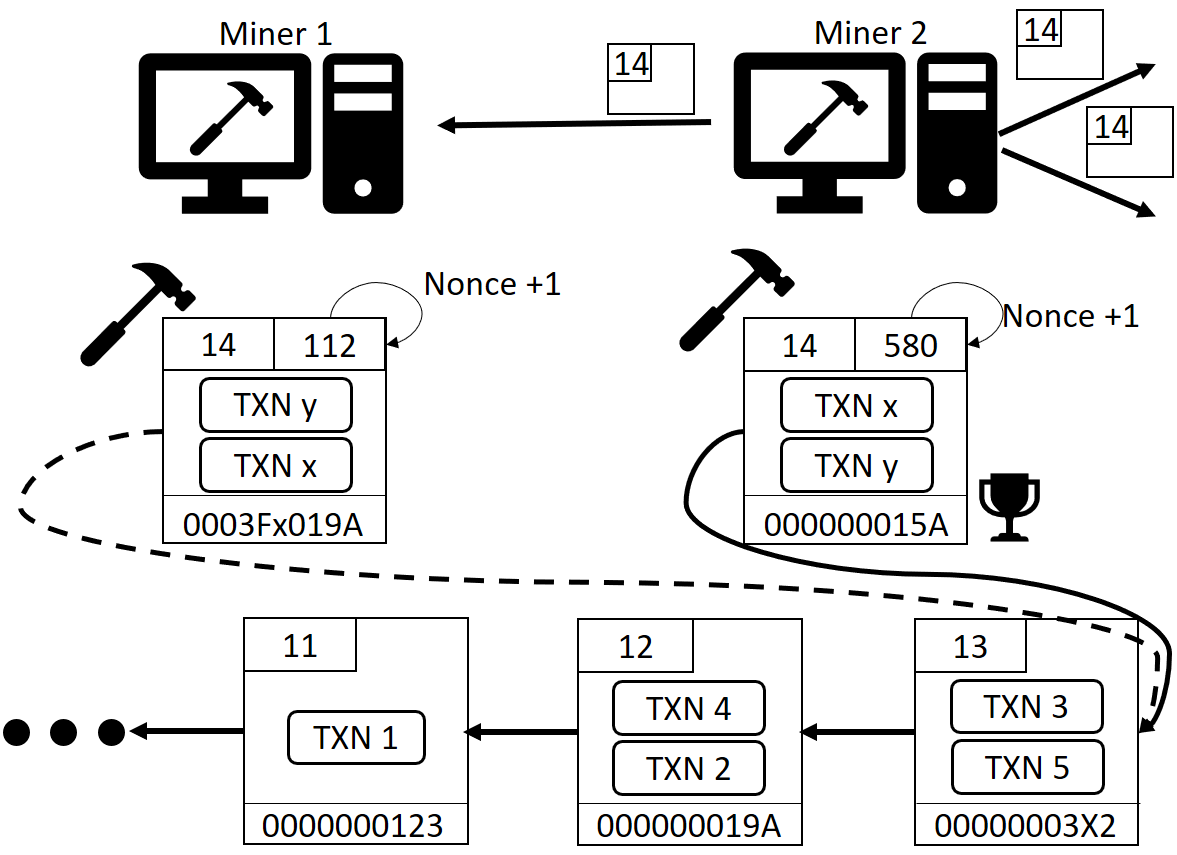 Miner 1
Miner 2
14
14
14
Nonce +1
Nonce +1
14 112
TXN y
TXN x
0003Fx019A
14 580
TXN x
TXN y
000000015A
11
TXN 1
0000000123
12
TXN 4
TXN 2
000000019A
13
TXN 3
TXN 5
00000003X2